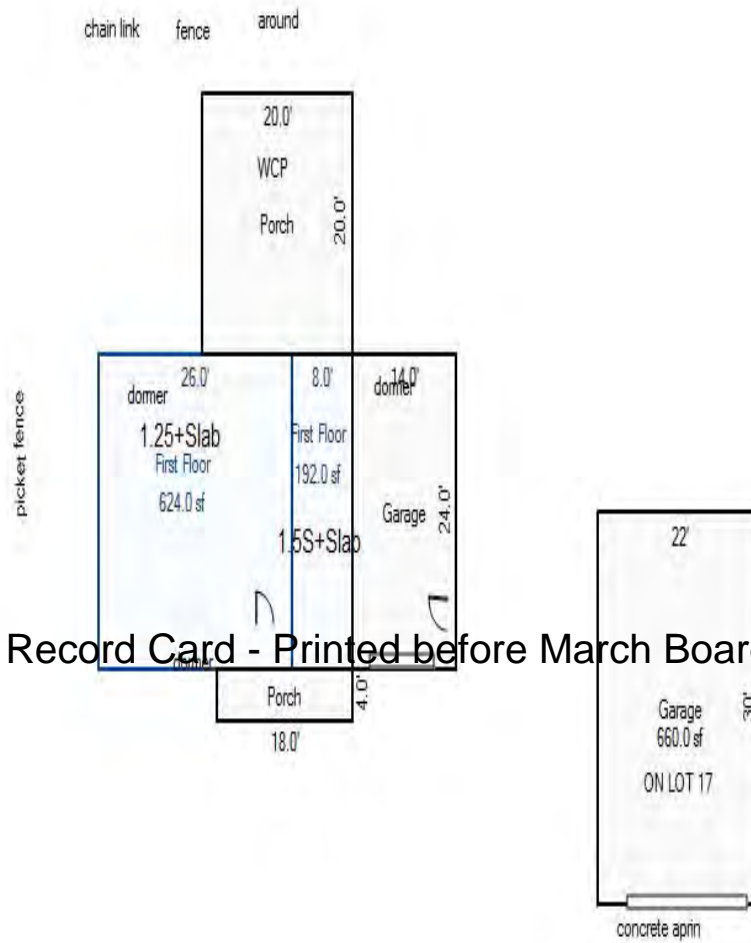 chain link fence around
20.0'
WCP
Porch
20.0'
picket fence
26.0'
8.0'
14.0'
dormer
dormer
1.25+Slab
First Floor
624.0 sf
First Floor
192.0 sf
1.5S+Slab
Garage
24.0'
22'
Record Card - Printed before March Boar
dormer
Porch
4.0'
18.0'
Garage
660.0 sf
30'
ON LOT 17
concrete aprin